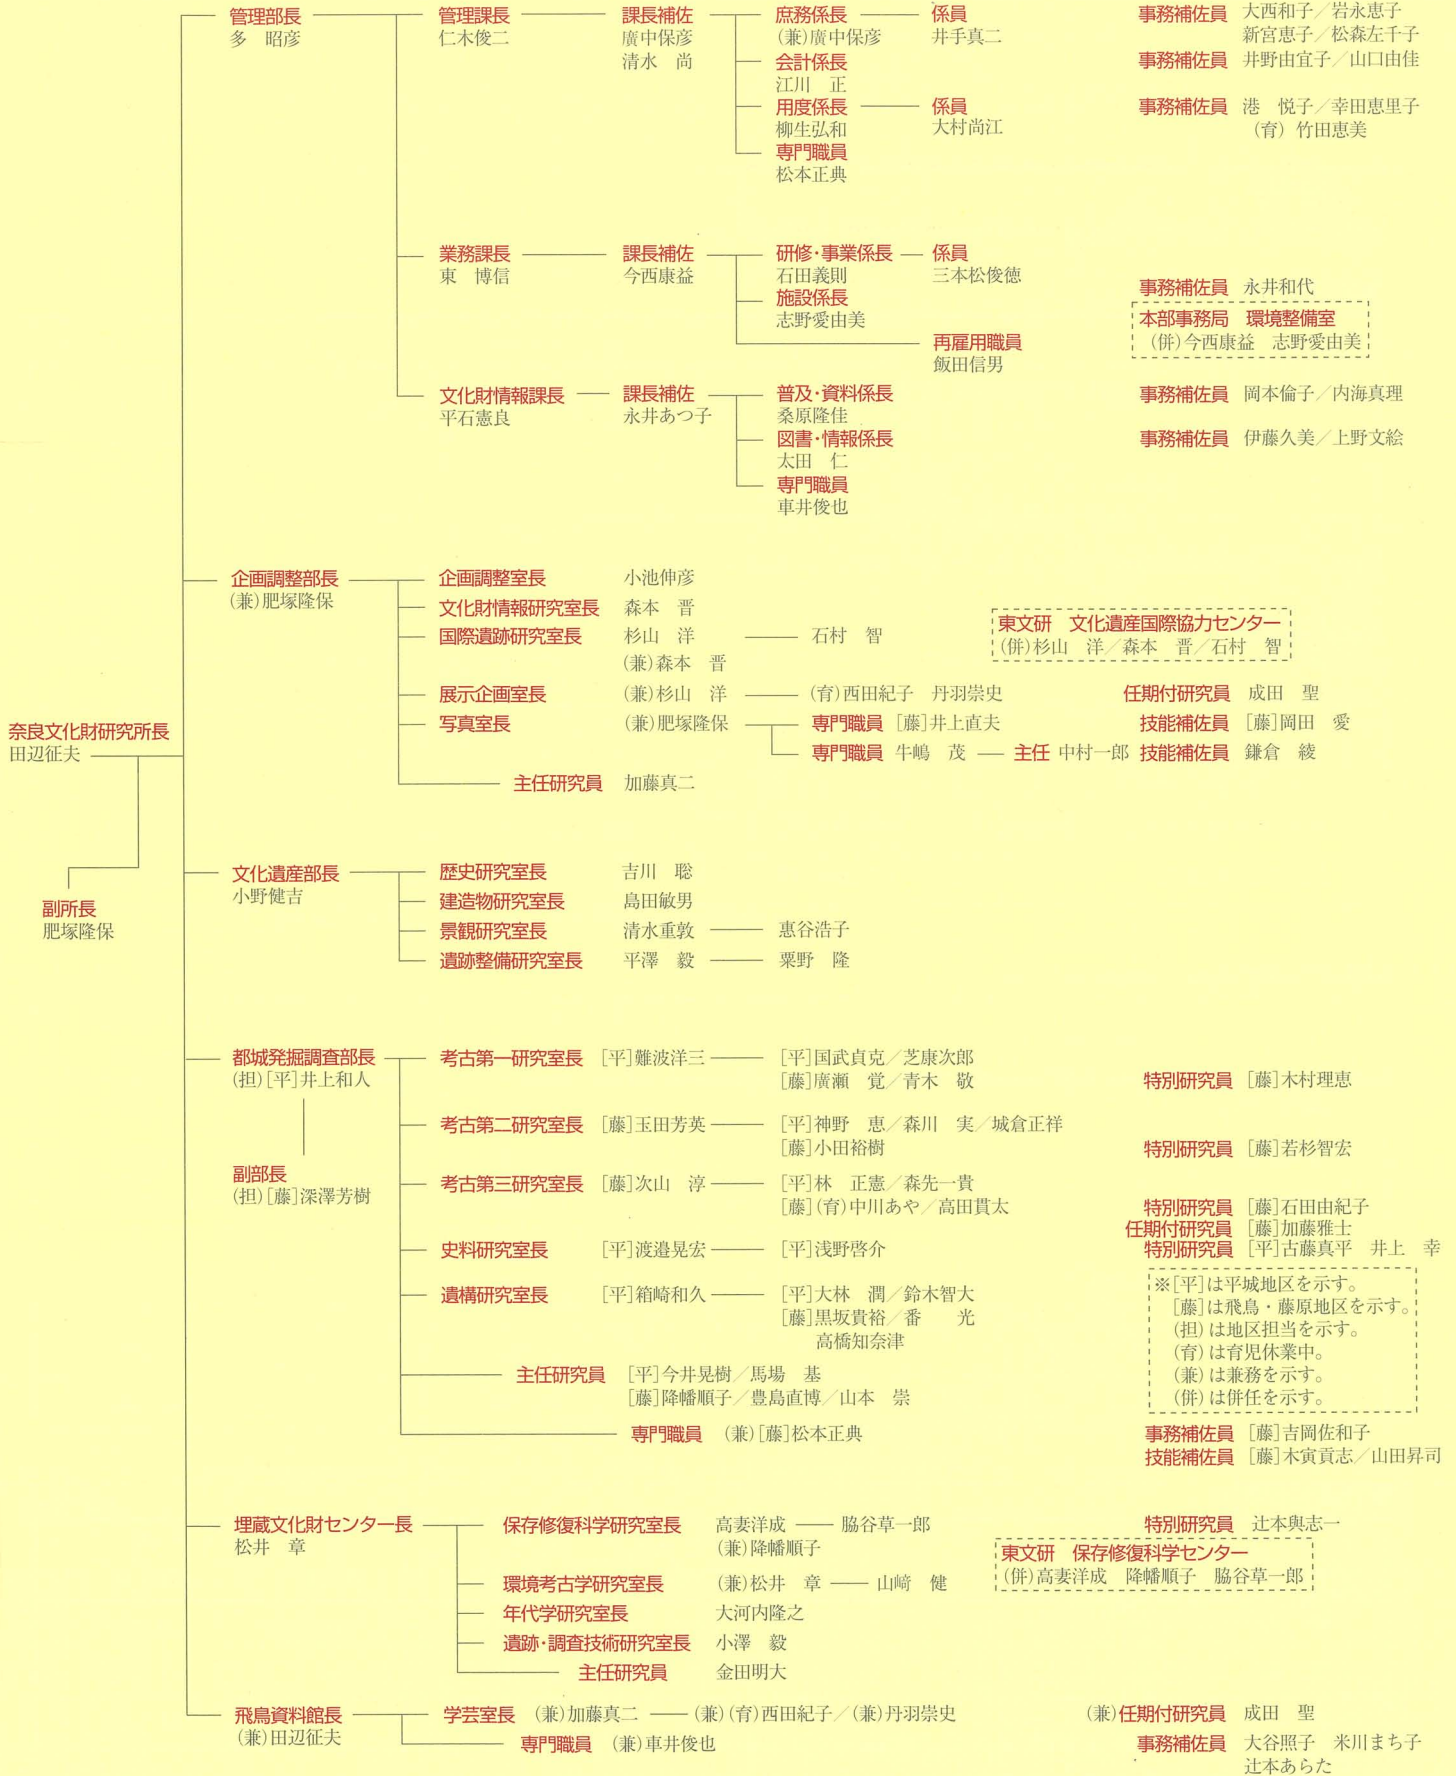 管理部長 管理課長 課長補佐 庶務係長 係員 事務補佐員 大西和子／岩永恵子
多　昭彦 仁木俊二 廣中保彦 (兼)廣中保彦 井手真二 新宮恵子／松森左千子
清水　尚 会計係長 事務補佐員 井野由宜子／山口由佳
江川　正
用度係長 係員 事務補佐員 港　悦子／幸田恵里子
柳生弘和 大村尚江 (育) 竹田恵美
専門職員
松本正典
業務課長 課長補佐 研修・事業係長 係員
東　博信 今西康益 石田義則 三本松俊徳
事務補佐員 永井和代
施設係長
志野愛由美
本部事務局　環境整備室
(併)今西康益　志野愛由美
再雇用職員
飯田信男
文化財情報課長 課長補佐 普及・資料係長 事務補佐員 岡本倫子／内海真理
平石憲良 永井あつ子 桑原隆佳
図書・情報係長 事務補佐員 伊藤久美／上野文絵
太田　仁
専門職員
車井俊也
企画調整部長 企画調整室長 小池伸彦
(兼)肥塚隆保
文化財情報研究室長 森本　晋
国際遺跡研究室長 杉山　洋 石村　智
(兼)森本　晋
東文研　文化遺産国際協力センター
(併)杉山　洋／森本　晋／石村　智
展示企画室長 (兼)杉山　洋 (育)西田紀子　丹羽崇史 任期付研究員 成田　聖
写真室長 (兼)肥塚隆保 専門職員 [藤]井上直夫 技能補佐員 [藤]岡田　愛
専門職員 牛嶋　茂 主任 中村一郎 技能補佐員 鎌倉　綾
主任研究員 加藤真二
奈良文化財研究所長
田辺征夫
副所長
肥塚隆保
文化遺産部長 歴史研究室長 吉川　聡
小野健吉
建造物研究室長 島田敏男
景観研究室長 清水重敦 惠谷浩子
遺跡整備研究室長 平澤　毅 粟野　隆
都城発掘調査部長 考古第一研究室長 [平]難波洋三 [平]国武貞克／芝康次郎
(担)[平]井上和人 [藤]廣瀬　覚／青木　敬 特別研究員 [藤]木村理恵
副部長
(担)[藤]深澤芳樹
考古第二研究室長 [藤]玉田芳英 [平]神野　恵／森川　実／城倉正祥
[藤]小田裕樹 特別研究員 [藤]若杉智宏
考古第三研究室長 [藤]次山　淳 [平]林　正憲／森先一貴
[藤](育)中川あや／高田貫太 特別研究員 [藤]石田由紀子
任期付研究員 [藤]加藤雅士
史料研究室長 [平]渡邉晃宏 [平]浅野啓介 特別研究員 [平]古藤真平　井上　幸
遺構研究室長 [平]箱崎和久 [平]大林　潤／鈴木智大
[藤]黒坂貴裕／番　　光
高橋知奈津
※[平]は平城地区を示す。
[藤]は飛鳥・藤原地区を示す。
(担)は地区担当を示す。
(育)は育児休業中。
(兼)は兼務を示す。
(併)は併任を示す。
主任研究員 [平]今井晃樹／馬場　基
[藤]降幡順子／豊島直博／山本　崇
専門職員 (兼)[藤]松本正典 事務補佐員 [藤]吉岡佐和子
技能補佐員 [藤]木寅貢志／山田昇司
埋蔵文化財センター長 保存修復科学研究室長 高妻洋成 脇谷草一郎 特別研究員 辻本與志一
松井　章 (兼)降幡順子
東文研　保存修復科学センター
(併)高妻洋成　降幡順子　脇谷草一郎
環境考古学研究室長 (兼)松井　章 山﨑　健
年代学研究室長 大河内隆之
遺跡・調査技術研究室長 小澤　毅
主任研究員 金田明大
飛鳥資料館長 学芸室長 (兼)加藤真二 (兼)(育)西田紀子／(兼)丹羽崇史 (兼)任期付研究員 成田　聖
(兼)田辺征夫
専門職員 (兼)車井俊也 事務補佐員 大谷照子　米川まち子
辻本あらた